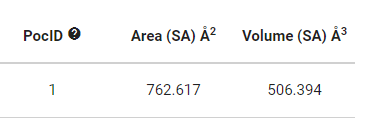 PocID ? Area (SA) Å² Volume (SA) Å³
1 762.617 506.394